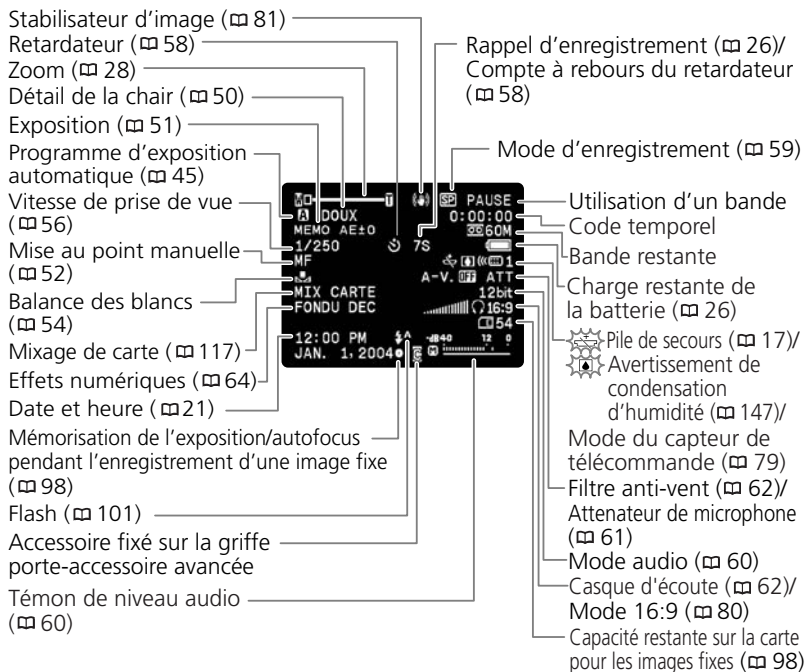 Stabilisateur d'image (81)
Retardateur (58)
Zoom (28)
Détail de la chair (50)
Exposition (51)
Programme d'exposition
automatique (45)
Vitesse de prise de vue
(56)
Mise au point manuelle
(52)
Balance des blancs
(54)
Mixage de carte (117)
Effets numériques (64)
Date et heure (21)
Mémorisation de l'exposition/autofocus
pendant l'enregistrement d'une image fixe
(98)
Flash (101)
Accessoire fixé sur la griffe
porte-accessoire avancée
Témon de niveau audio
(60)
W T SP PAUSE
A DOUX 0:00:00
MEMO AE±0 60M
1/250 7S
MF 1
A-V. OFF ATT
MIX CARTE 12bit
FONDU DEC 16:9
54
12:00 PM A -dB40 12 0
JAN. 1,2004 C M
Rappel d'enregistrement (26)/
Compte à rebours du retardateur
(58)
Mode d'enregistrement (59)
Utilisation d'un bande
Code temporel
Bande restante
Charge restante de
la batterie (26)
Pile de secours (17)/
Avertissement de
condensation
d'humidité (147)/
Mode du capteur de
télécommande (79)
Filtre anti-vent (62)/
Attenateur de microphone
(61)
Mode audio (60)
Casque d'écoute (62)/
Mode 16:9 (80)
Capacité restante sur la carte
pour les images fixes (98)